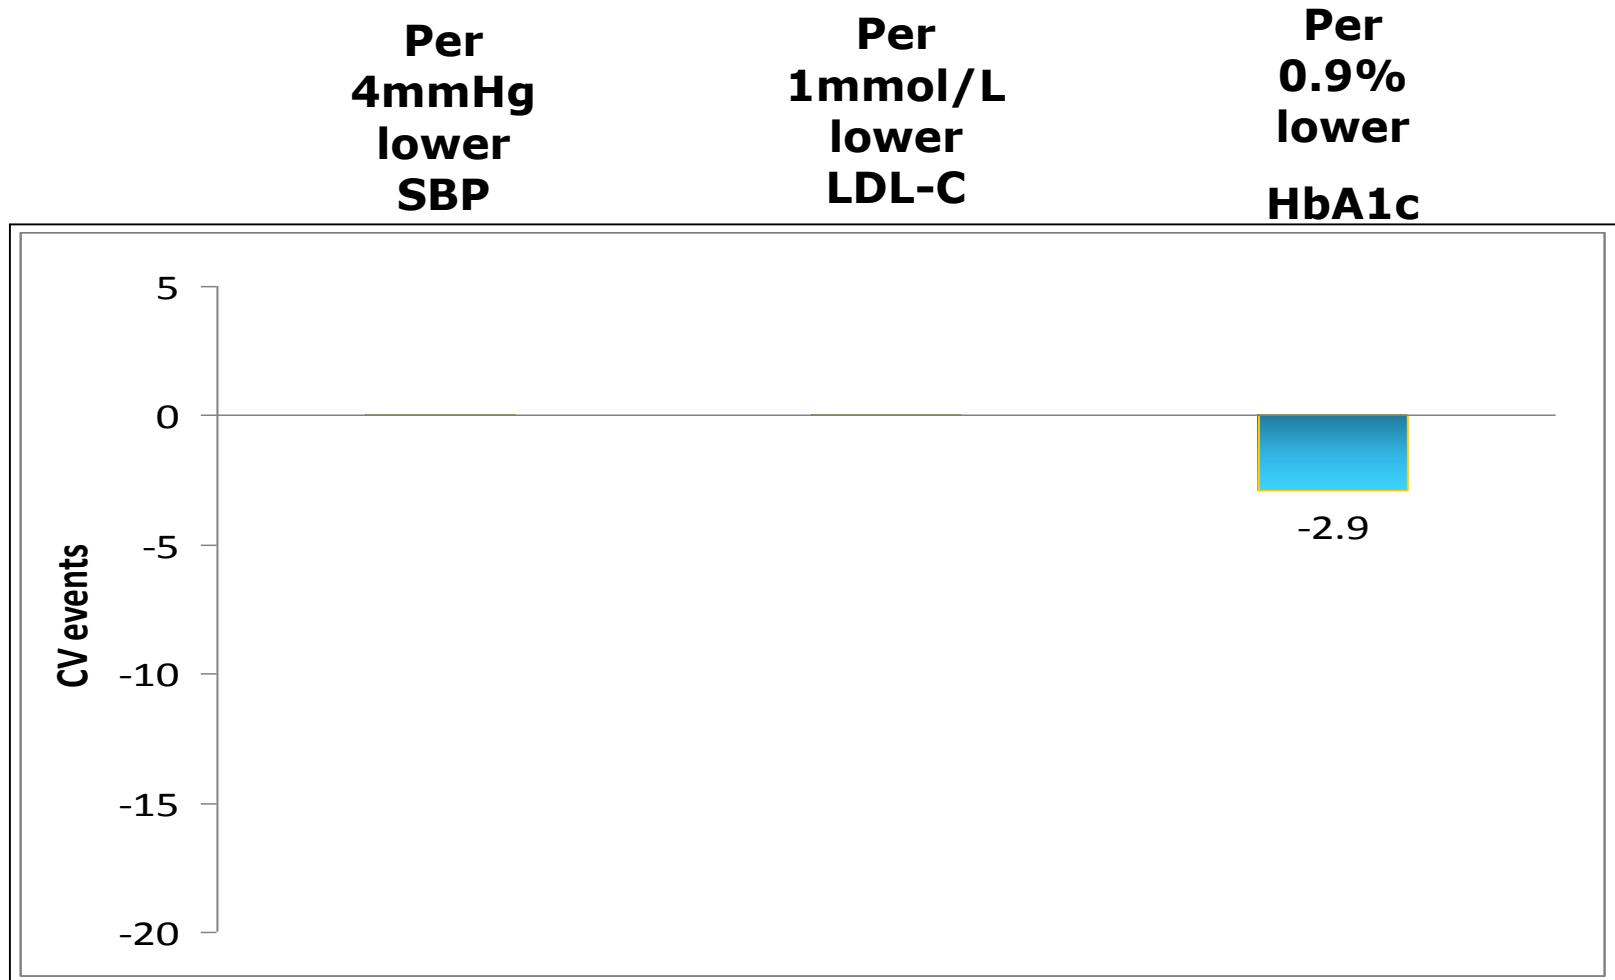 Per
4mmHg
lower
SBP
Per
1mmol/L
lower
LDL-C
Per
0.9%
lower
HbA1c
5
0
-5
-10
-15
-20
CV events
-2.9